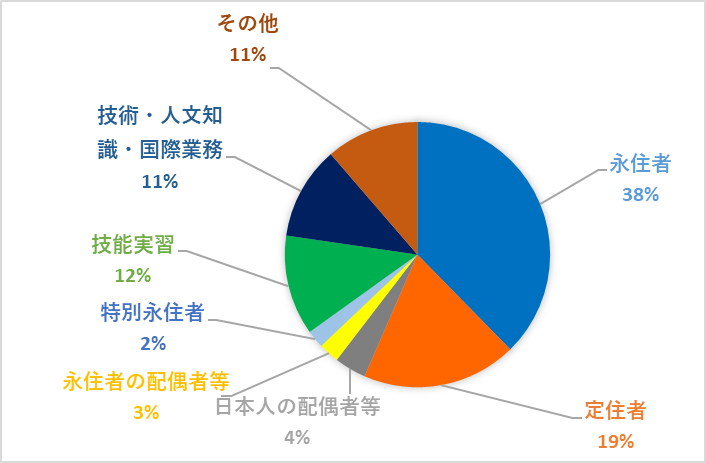 その他
11%
技術・人文知
識・国際業務
11%
永住者
38%
技能実習
12%
特別永住者
2%
永住者の配偶者等
3%
日本人の配偶者等
4%
定住者
19%